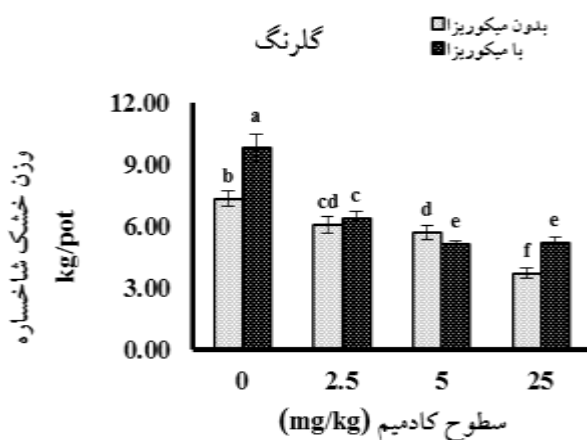 گلرنگ
بدون میکوریزا
با میکوریزا
وزن خشک شاخساره
kg/pot
12.00
9.00
6.00
3.00
0.00
b
a
cd
c
d
e
f
e
0
2.5
5
25
سطوح کادمیم (mg/kg)